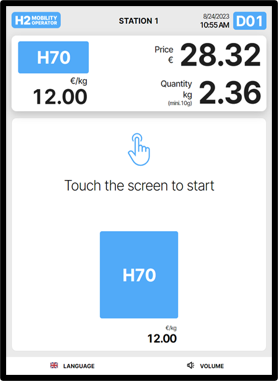 H2 MOBILITY OPERATOR
STATION 1
8/24/2023
10:55 AM
D01
H70
€/kg
12.00
Price
€
28.32
Quantity
kg
(mini.10g)
2.36
Touch the screen to start
H70
€/kg
12.00
LANGUAGE
VOLUME